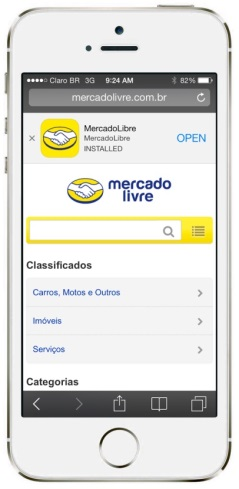 Claro BR 3G 9:24 AM 82%
mercadolivre.com.br
MercadoLibre
MercadoLibre
INSTALLED
OPEN
mercado
livre
Classificados
Carros, Motos e Outros
Imóveis
Serviços
Categorias